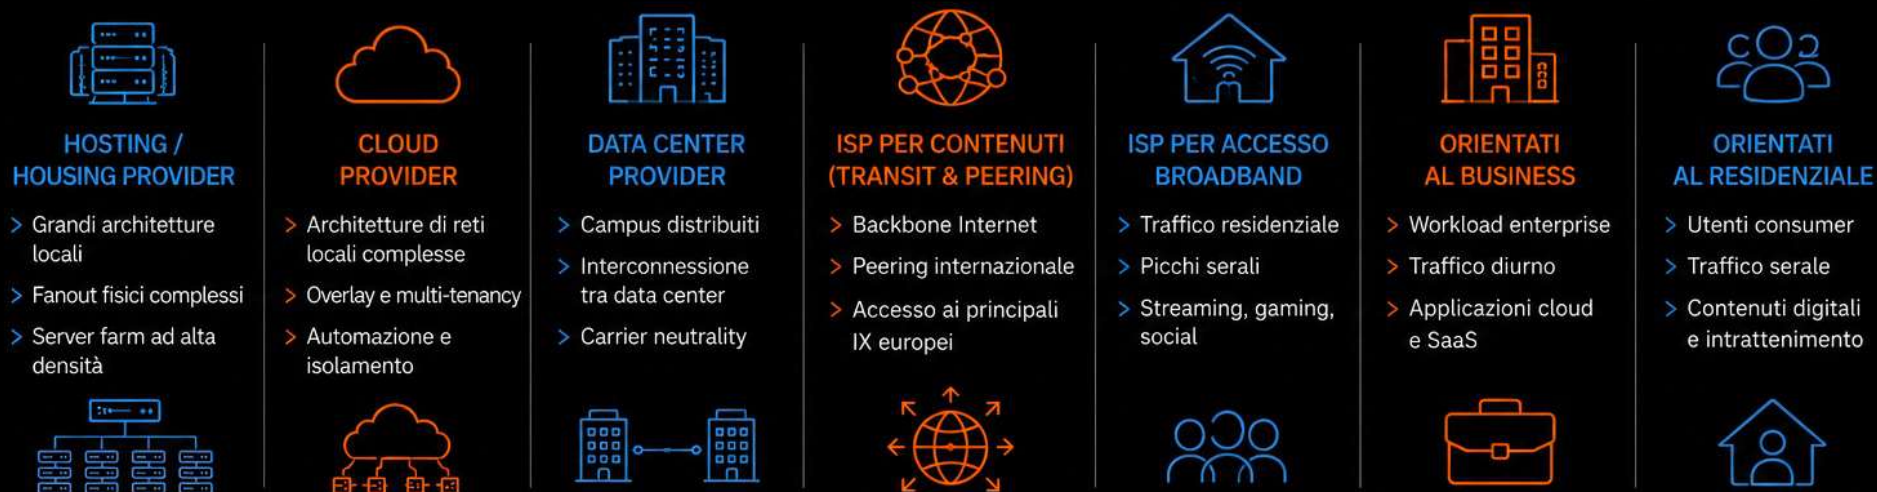 HOSTING /
HOUSING PROVIDER
> Grandi architetture
locali
> Fanout fisici complessi
> Server farm ad alta
densità
CLOUD
PROVIDER
> Architetture di reti
locali complesse
> Overlay e multi-tenancy
> Automazione e
isolamento
DATA CENTER
PROVIDER
> Campus distribuiti
> Interconnessione
tra data center
> Carrier neutrality
ISP PER CONTENUTI
(TRANSIT & PEERING)
> Backbone Internet
> Peering internazionale
> Accesso ai principali
IX europei
ISP PER ACCESSO
BROADBAND
> Traffico residenziale
> Picchi serali
> Streaming, gaming,
social
ORIENTATI
AL BUSINESS
> Workload enterprise
> Traffico diurno
> Applicazioni cloud
e SaaS
ORIENTATI
AL RESIDENZIALE
> Utenti consumer
> Traffico serale
> Contenuti digitali
e intrattenimento